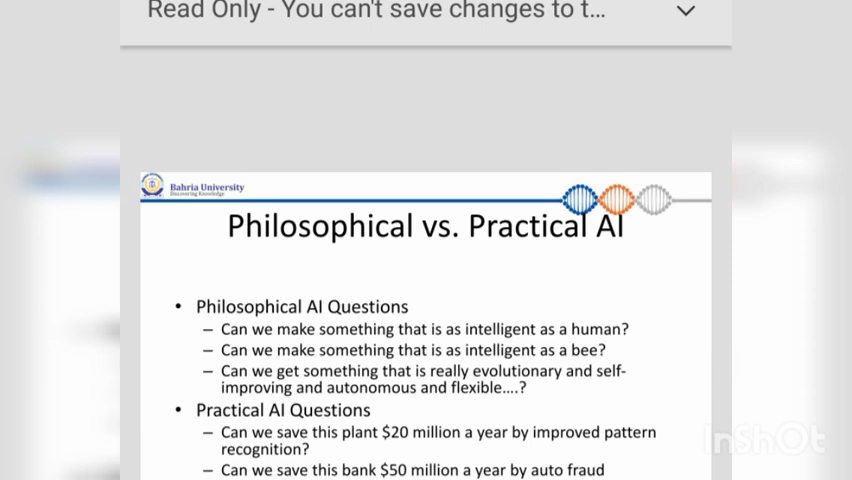 Read Only - You can't save changes to t...
Bahria University
Discovering Knowledge
Philosophical vs. Practical AI
• Philosophical AI Questions
– Can we make something that is as intelligent as a human?
– Can we make something that is as intelligent as a bee?
– Can we get something that is really evolutionary and self-
improving and autonomous and flexible....?
• Practical AI Questions
– Can we save this plant $20 million a year by improved pattern
recognition?
– Can we save this bank $50 million a year by auto fraud
InShOt